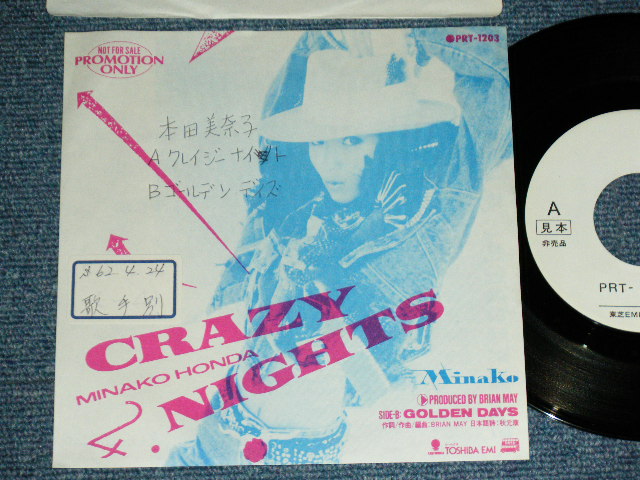 NOT FOR SALE
PROMOTION
ONLY
PRT-1203
本田美奈子
A クレイジーナイト
B ゴールデンデイズ
S62.4.24
歌手別
CRAZY
MINAKO HONDA
NIGHTS
Minako
PRODUCED BY BRIAN MAY
SIDE-B: GOLDEN DAYS
作詞/作曲/編曲:BRIAN MAY 日本語詩:秋元康
TOSHIBA EMI
A
見本
非売品
PRT-
東芝EMI